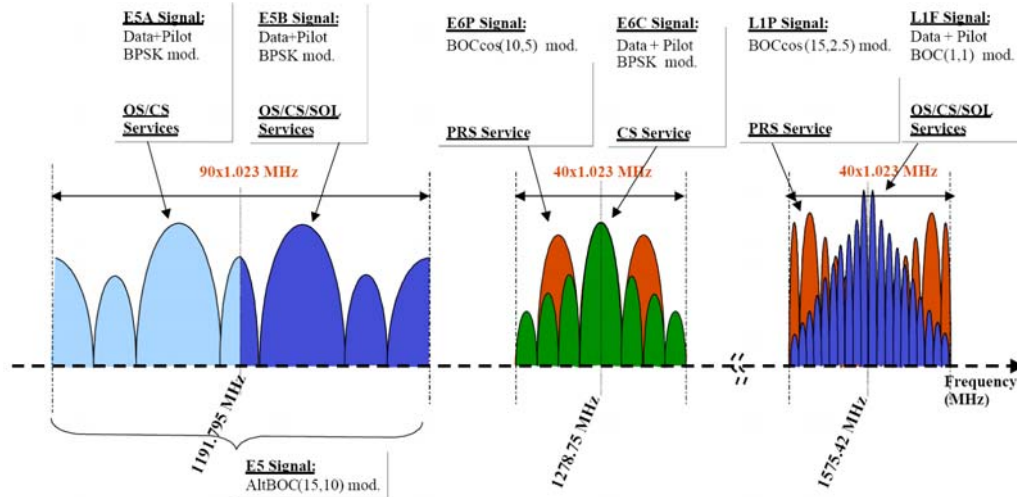 E5A Signal:
Data+Pilot
BPSK mod.
OS/CS
Services
E5B Signal:
Data+Pilot
BPSK mod.
OS/CS/SOL
Services
E6P Signal:
BOCcos(10,5) mod.
PRS Service
E6C Signal:
Data + Pilot
BPSK mod.
CS Service
L1P Signal:
BOCcos (15,2.5) mod.
PRS Service
L1F Signal:
Data + Pilot
BOC(1,1) mod.
OS/CS/SOL
Services
90x1.023 MHz
40x1.023 MHz
40x1.023 MHz
Frequency
(MHz)
1191.795 MHz
1278.75 MHz
1575.42 MHz
E5 Signal:
AltBOC(15,10) mod.